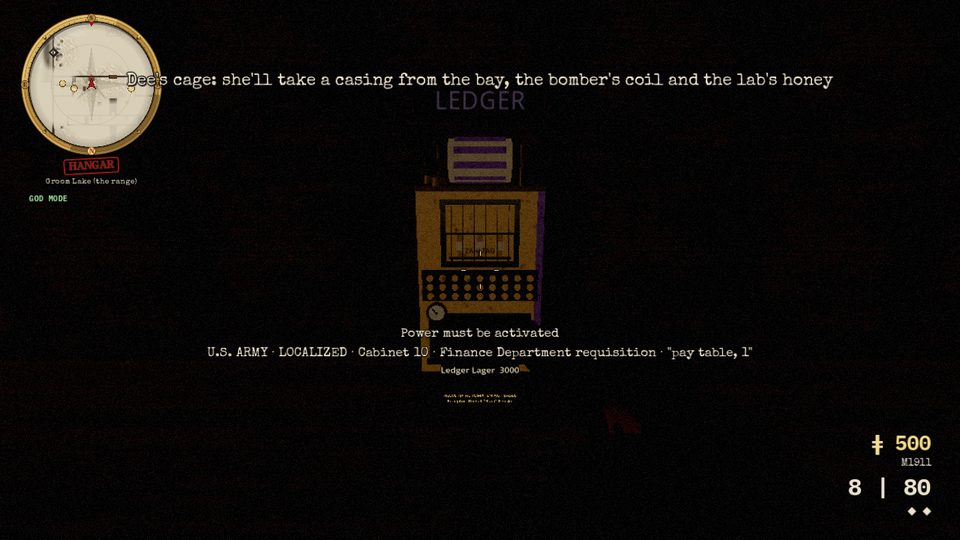 Dee's cage: she'll take a casing from the bay, the bomber's coil and the lab's honey
LEDGER
HANGAR
Groom Lake (the range)
GOD MODE
Power must be activated
U.S. ARMY · LOCALIZED · Cabinet 10 · Finance Department requisition · "pay table, 1"
Ledger Lager 3000
500
M1911
8 | 80